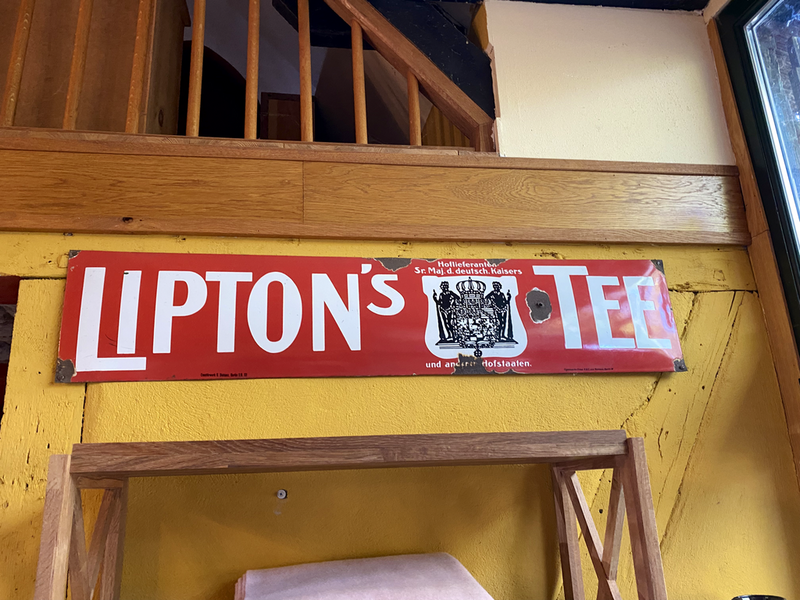 LIPTON'S TEE
Hoflieferanten
Sr. Maj. d. deutsch. Kaisers
und anderer Hofstaaten.